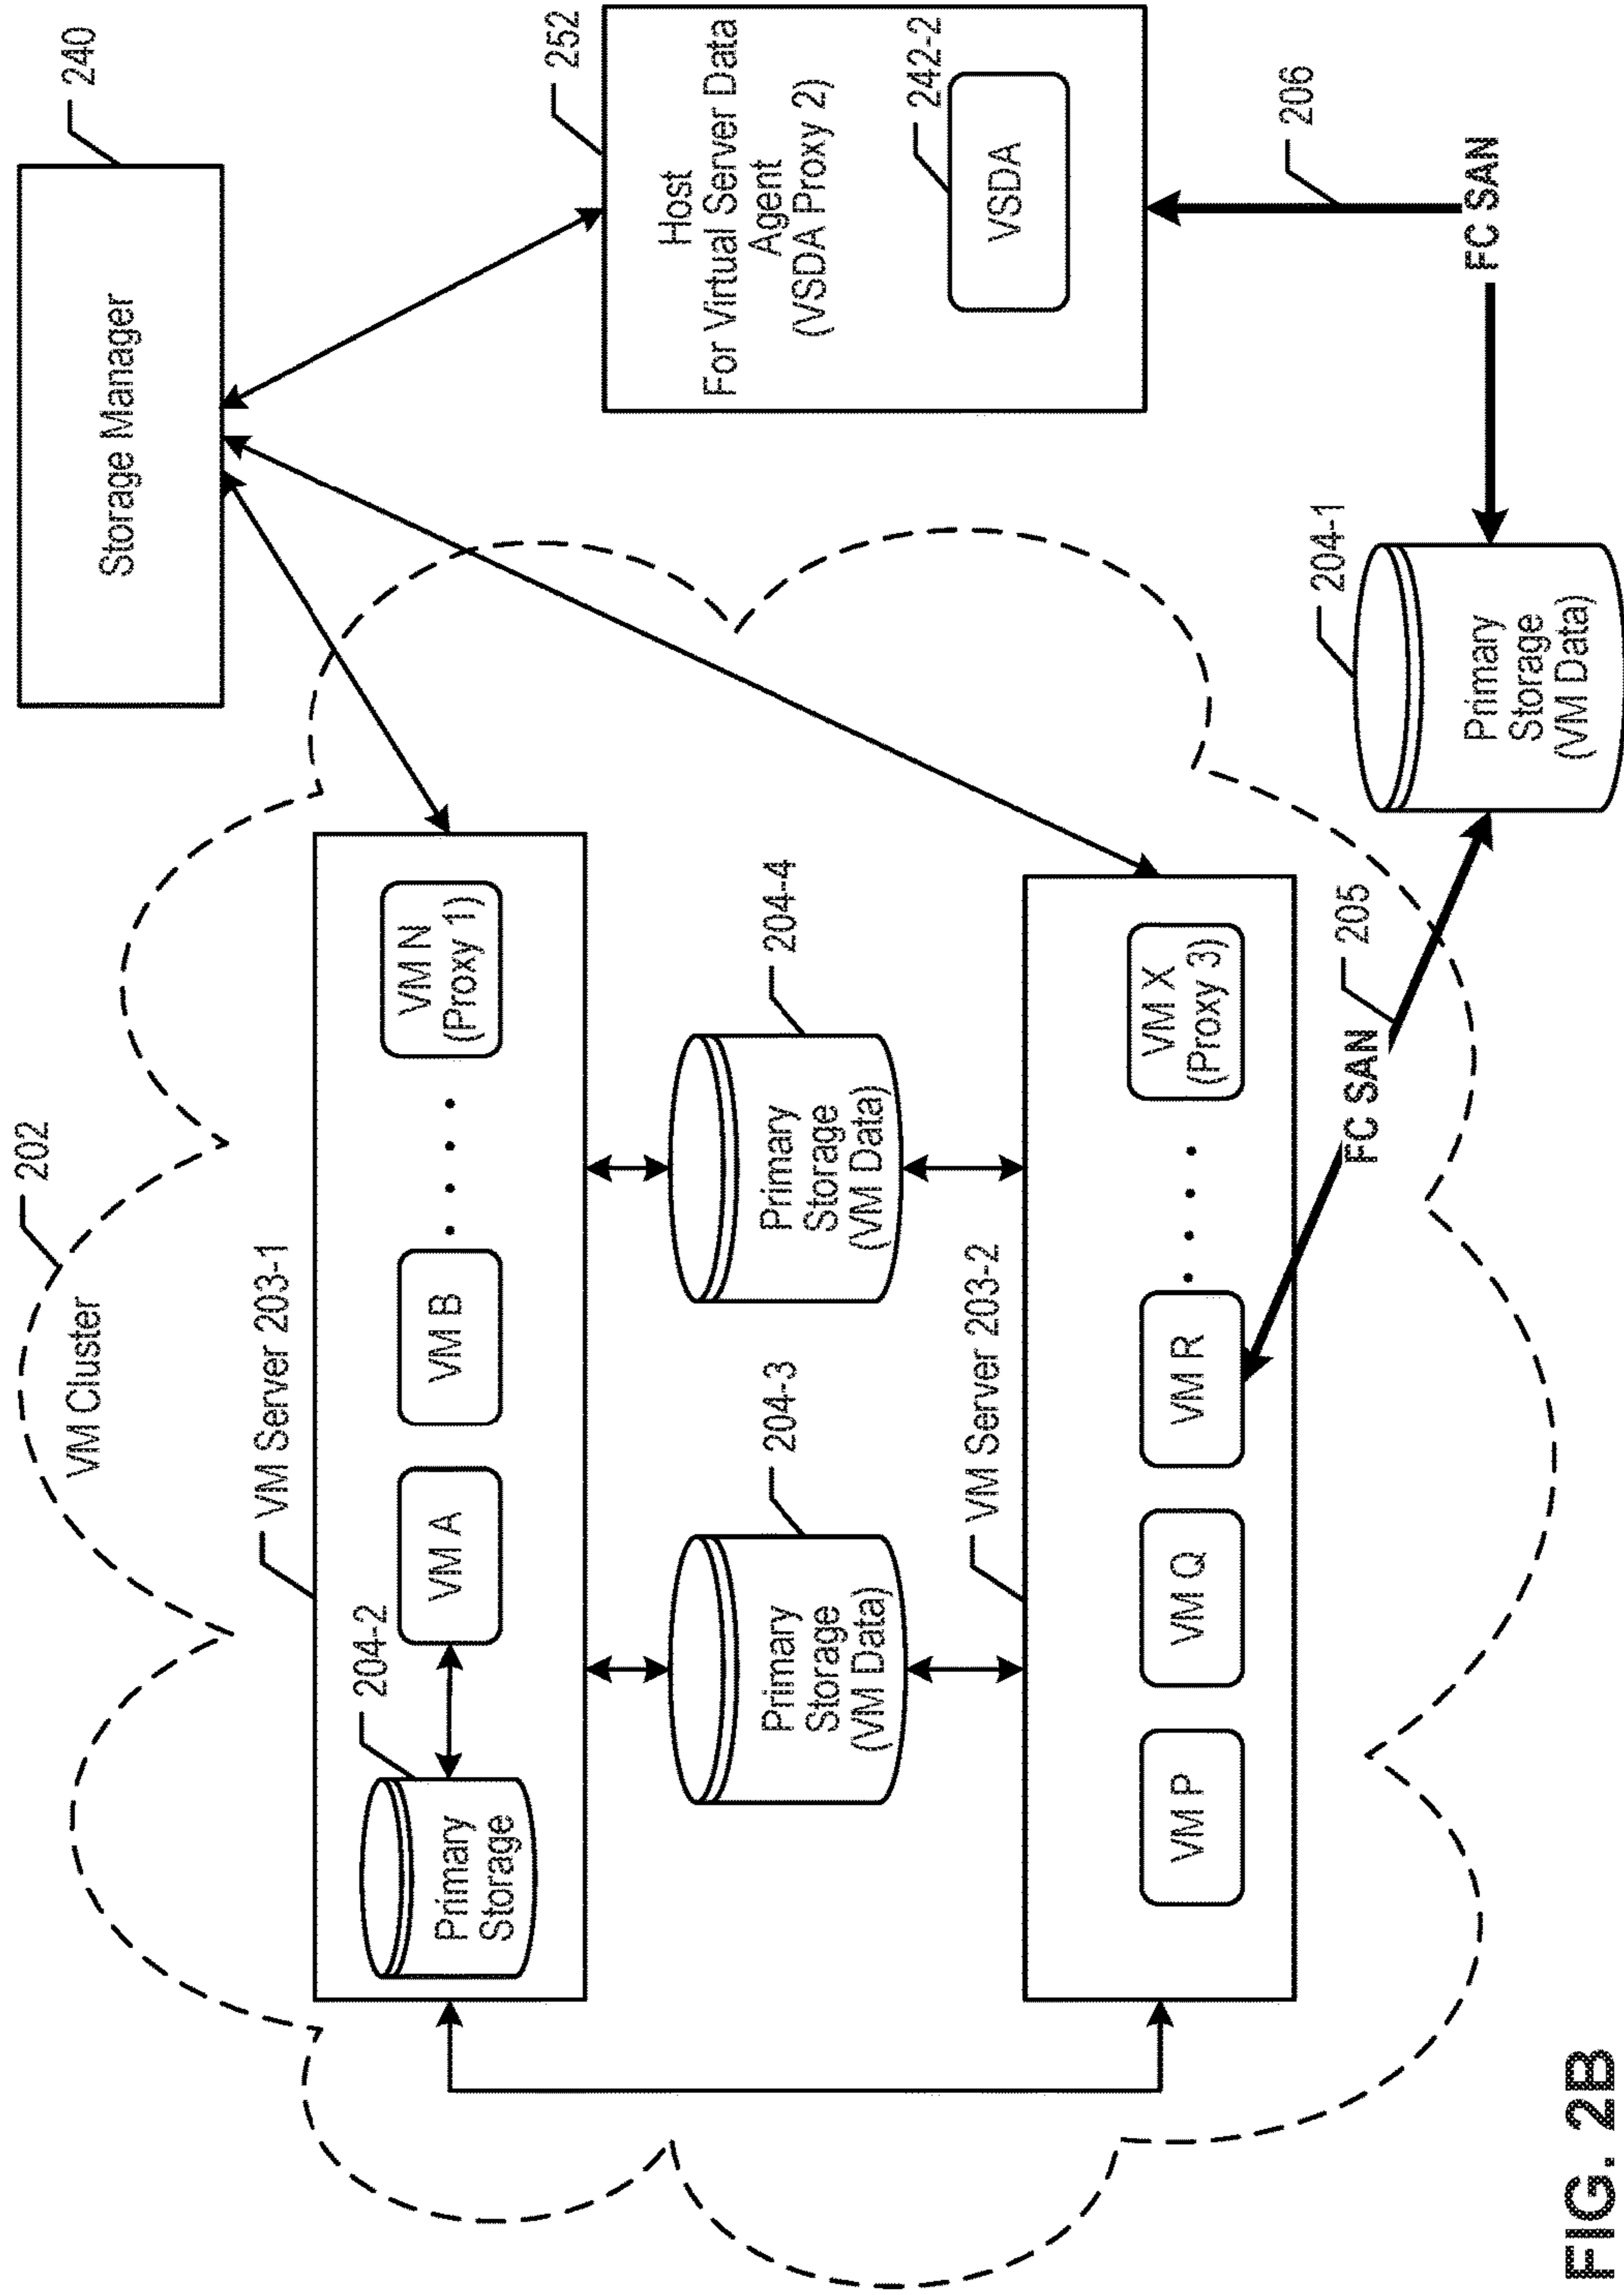 202
VM Cluster
Storage Manager
240
VM Server 203-1
204-2
Primary
Storage
VM A
VM B
VM N
(Proxy 1)
252
Host
For Virtual Server Data
Agent
(VSDA Proxy 2)
242-2
VSDA
204-3
Primary
Storage
(VM Data)
204-4
Primary
Storage
(VM Data)
VM Server 203-2
VM P
VM Q
VM R
VM X
(Proxy 3)
206
FC SAN
205
FC SAN
204-1
Primary
Storage
(VM Data)
FIG. 2B